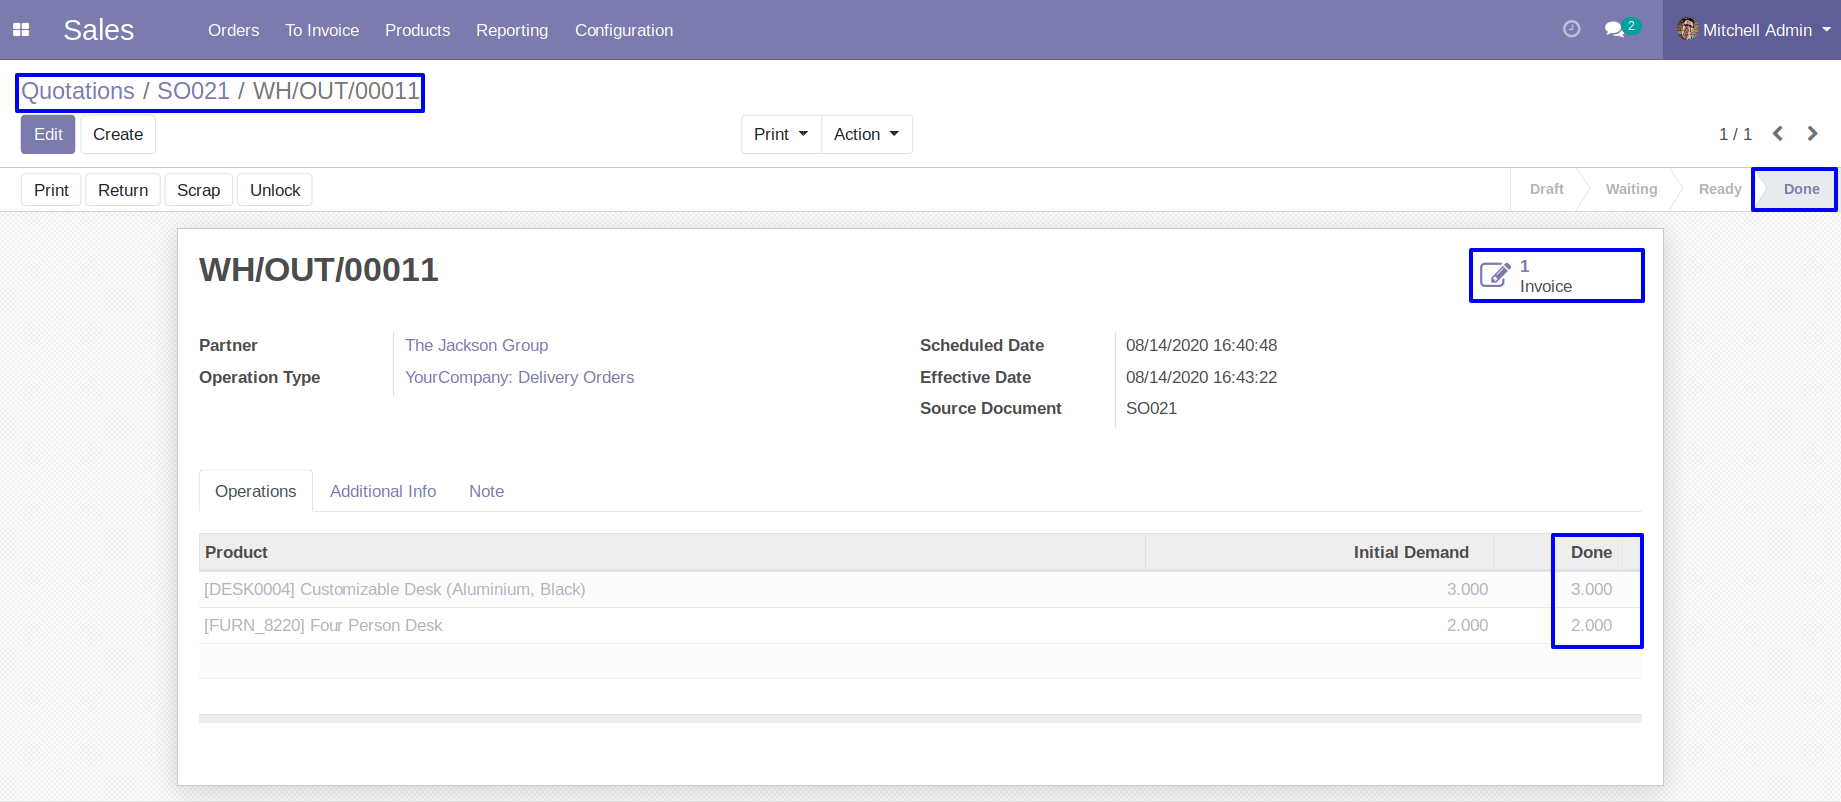 Sales Orders To Invoice Products Reporting Configuration 2 Mitchell Admin
Quotations / SO021 / WH/OUT/00011
Edit Create Print Action 1 / 1
Print Return Scrap Unlock Draft Waiting Ready Done
WH/OUT/00011
1
Invoice
Partner The Jackson Group Scheduled Date 08/14/2020 16:40:48
Operation Type YourCompany: Delivery Orders Effective Date 08/14/2020 16:43:22
Source Document SO021
Operations Additional Info Note
Product Initial Demand Done
[DESK0004] Customizable Desk (Aluminium, Black) 3.000 3.000
[FURN_8220] Four Person Desk 2.000 2.000